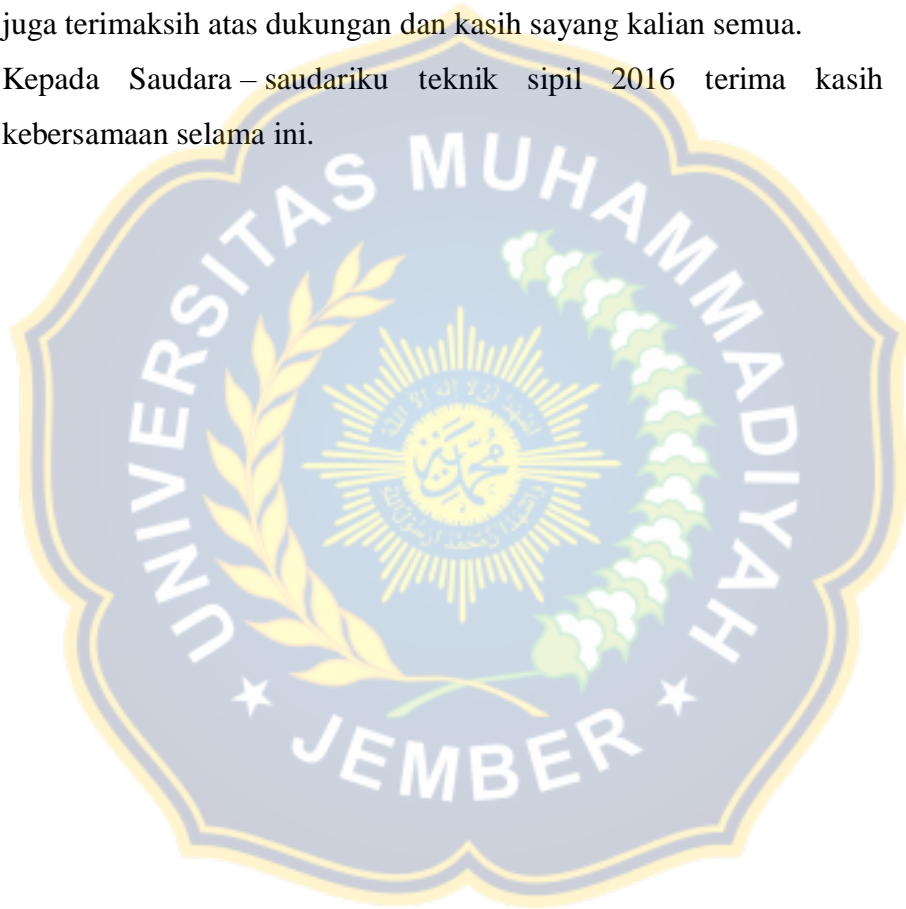 juga terimaksih atas dukungan dan kasih sayang kalian semua.
Kepada Saudara – saudariku teknik sipil 2016 terima kasih
kebersamaan selama ini.
UNIVERSITAS MUHAMMADIYAH
JEMBER
محمدية